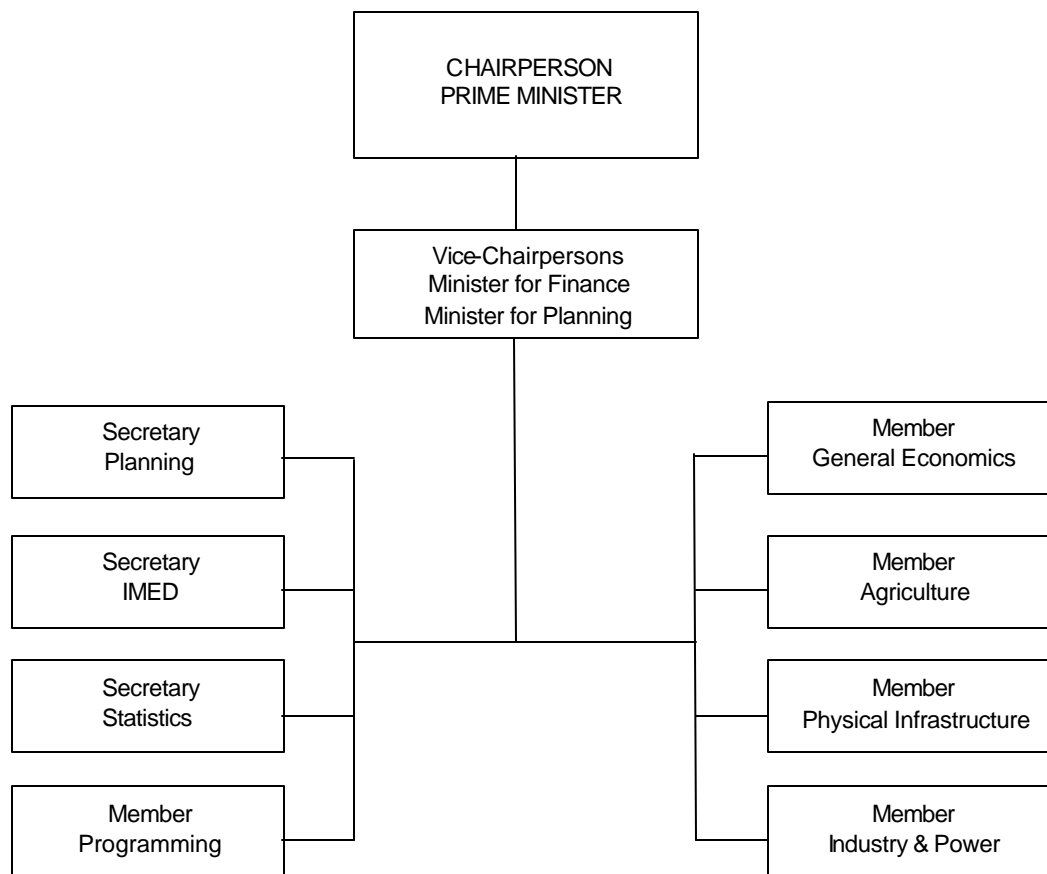 CHAIRPERSON
PRIME MINISTER
Vice-Chairpersons
Minister for Finance
Minister for Planning
Secretary
Planning
Secretary
IMED
Secretary
Statistics
Member
Programming
Member
General Economics
Member
Agriculture
Member
Physical Infrastructure
Member
Industry & Power